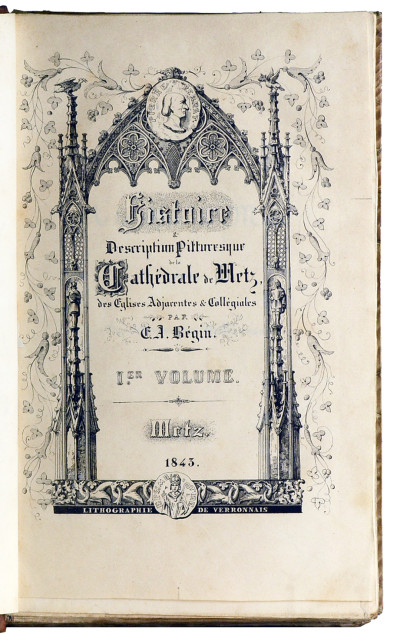 Histoire
&
Description Pittoresque
de la
Cathédrale de Metz,
des Eglises Adjacentes & Collégiales
PAR
E. A. Bégin.
I.ER VOLUME.
Metz.
1843.
LITHOGRAPHIE DE VERRONNAIS